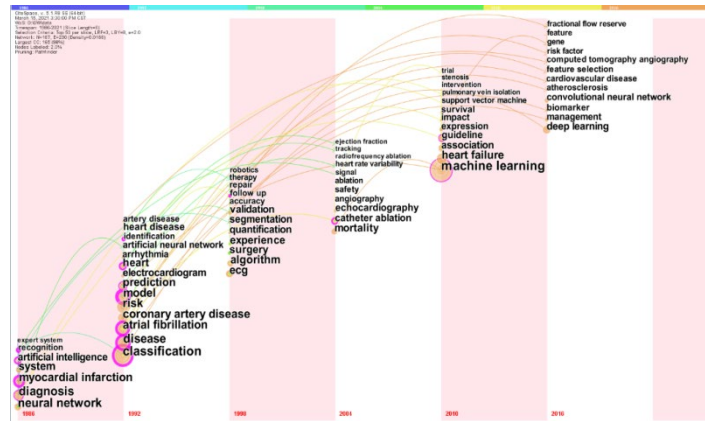 fractional flow reserve
feature
gene
risk factor
computed tomography angiography
feature selection
cardiovascular disease
atherosclerosis
convolutional neural network
biomarker
management
deep learning
trial
stenosis
intervention
pulmonary vein isolation
support vector machine
survival
impact
expression
guideline
association
heart failure
machine learning
ejection fraction
tracking
radiofrequency ablation
heart rate variability
signal
ablation
safety
angiography
echocardiography
catheter ablation
mortality
robotics
therapy
repair
follow up
accuracy
validation
segmentation
quantification
experience
surgery
algorithm
ecg
artery disease
heart disease
identification
artificial neural network
arrhythmia
heart
electrocardiogram
prediction
model
risk
coronary artery disease
atrial fibrillation
disease
classification
expert system
recognition
artificial intelligence
system
myocardial infarction
diagnosis
neural network
1992